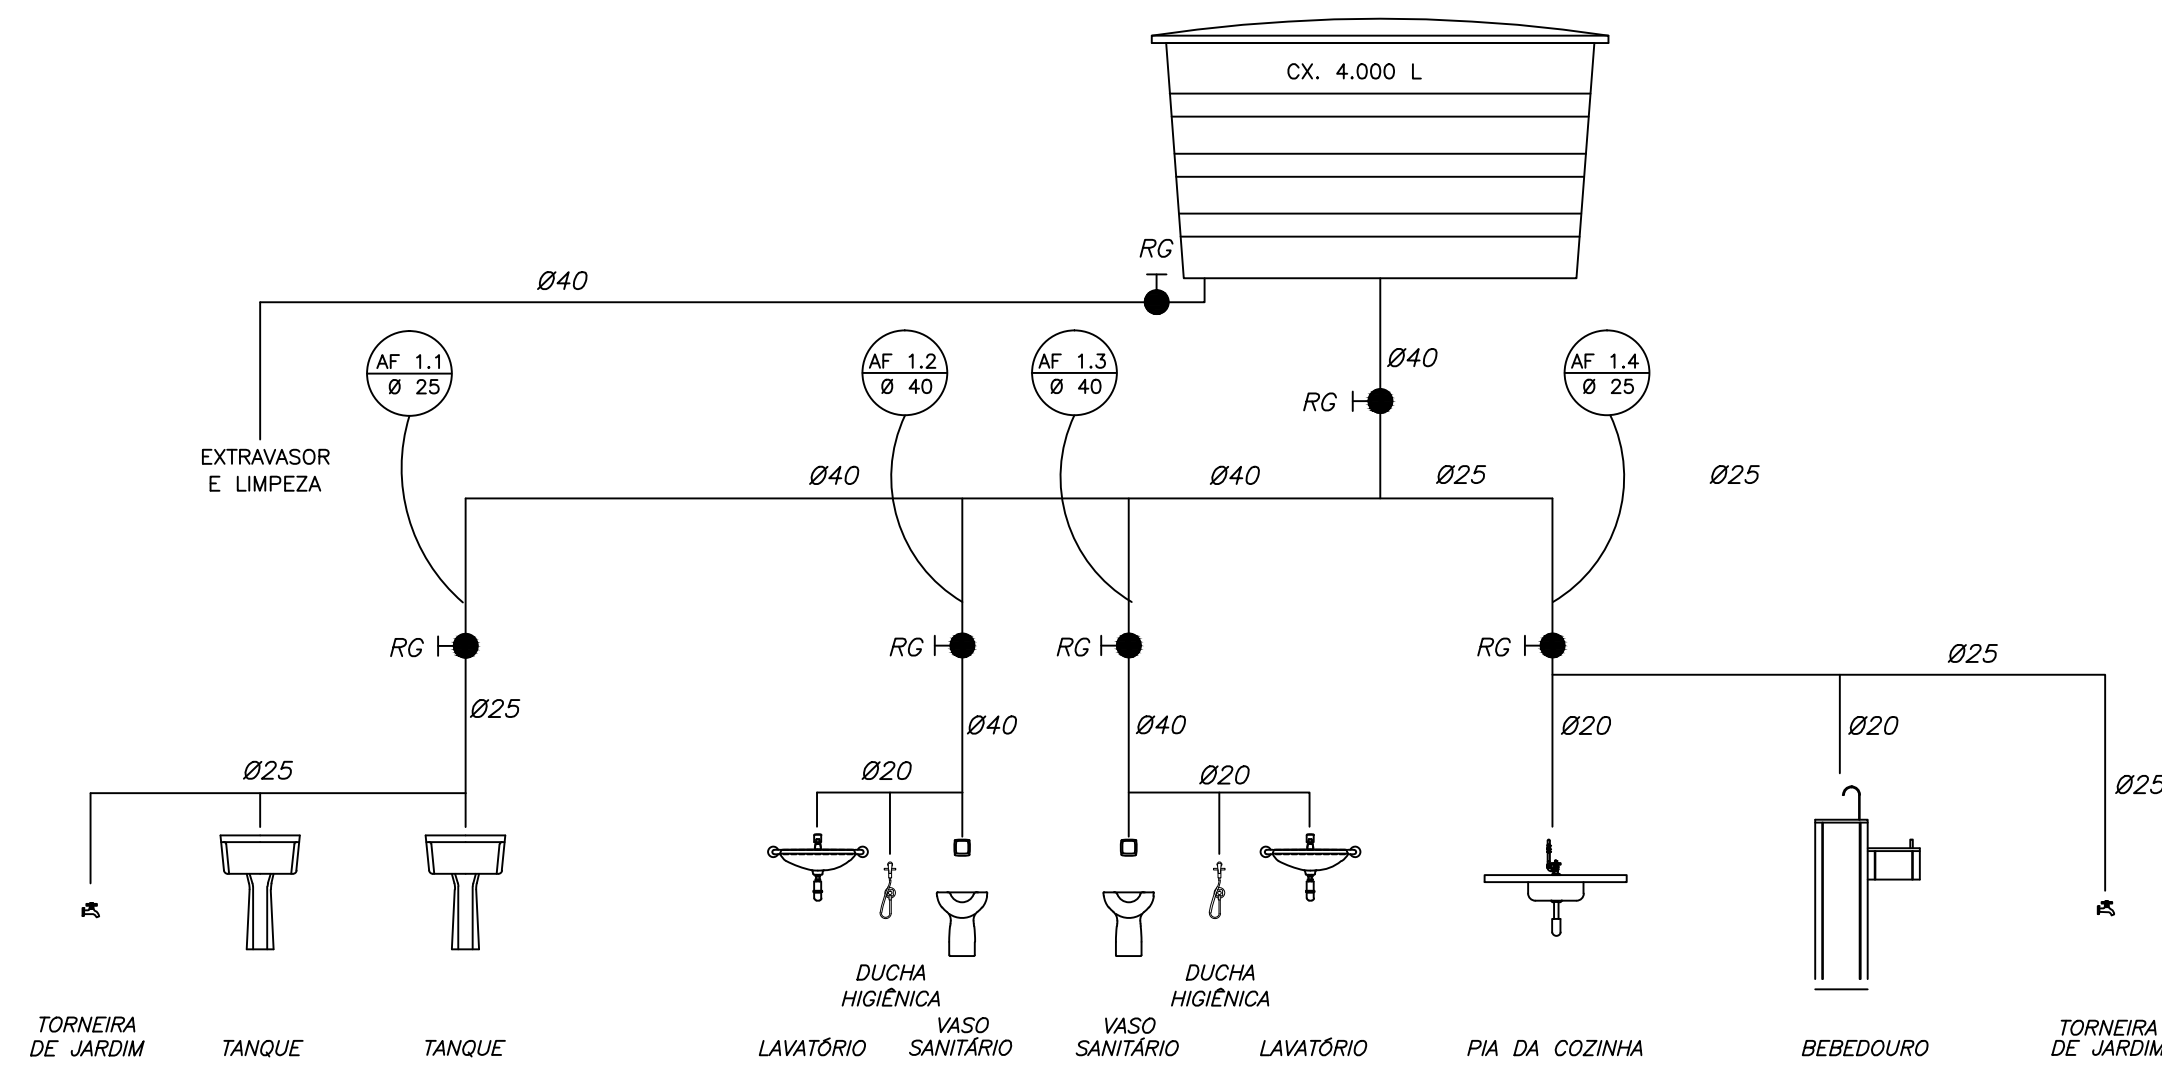 CX. 4.000 L
RG
Ø40
AF 1.1
Ø 25
AF 1.2
Ø 40
AF 1.3
Ø 40
Ø40
AF 1.4
Ø 25
RG
EXTRAVASOR
E LIMPEZA
Ø40
Ø40
Ø25
Ø25
RG
RG
RG
RG
Ø25
Ø25
Ø40
Ø40
Ø20
Ø20
Ø25
Ø20
Ø20
Ø25
DUCHA
HIGIÊNICA
DUCHA
HIGIÊNICA
TORNEIRA
DE JARDIM
TANQUE
TANQUE
LAVATÓRIO
VASO
SANITÁRIO
VASO
SANITÁRIO
LAVATÓRIO
PIA DA COZINHA
BEBEDOURO
TORNEIRA
DE JARDIM